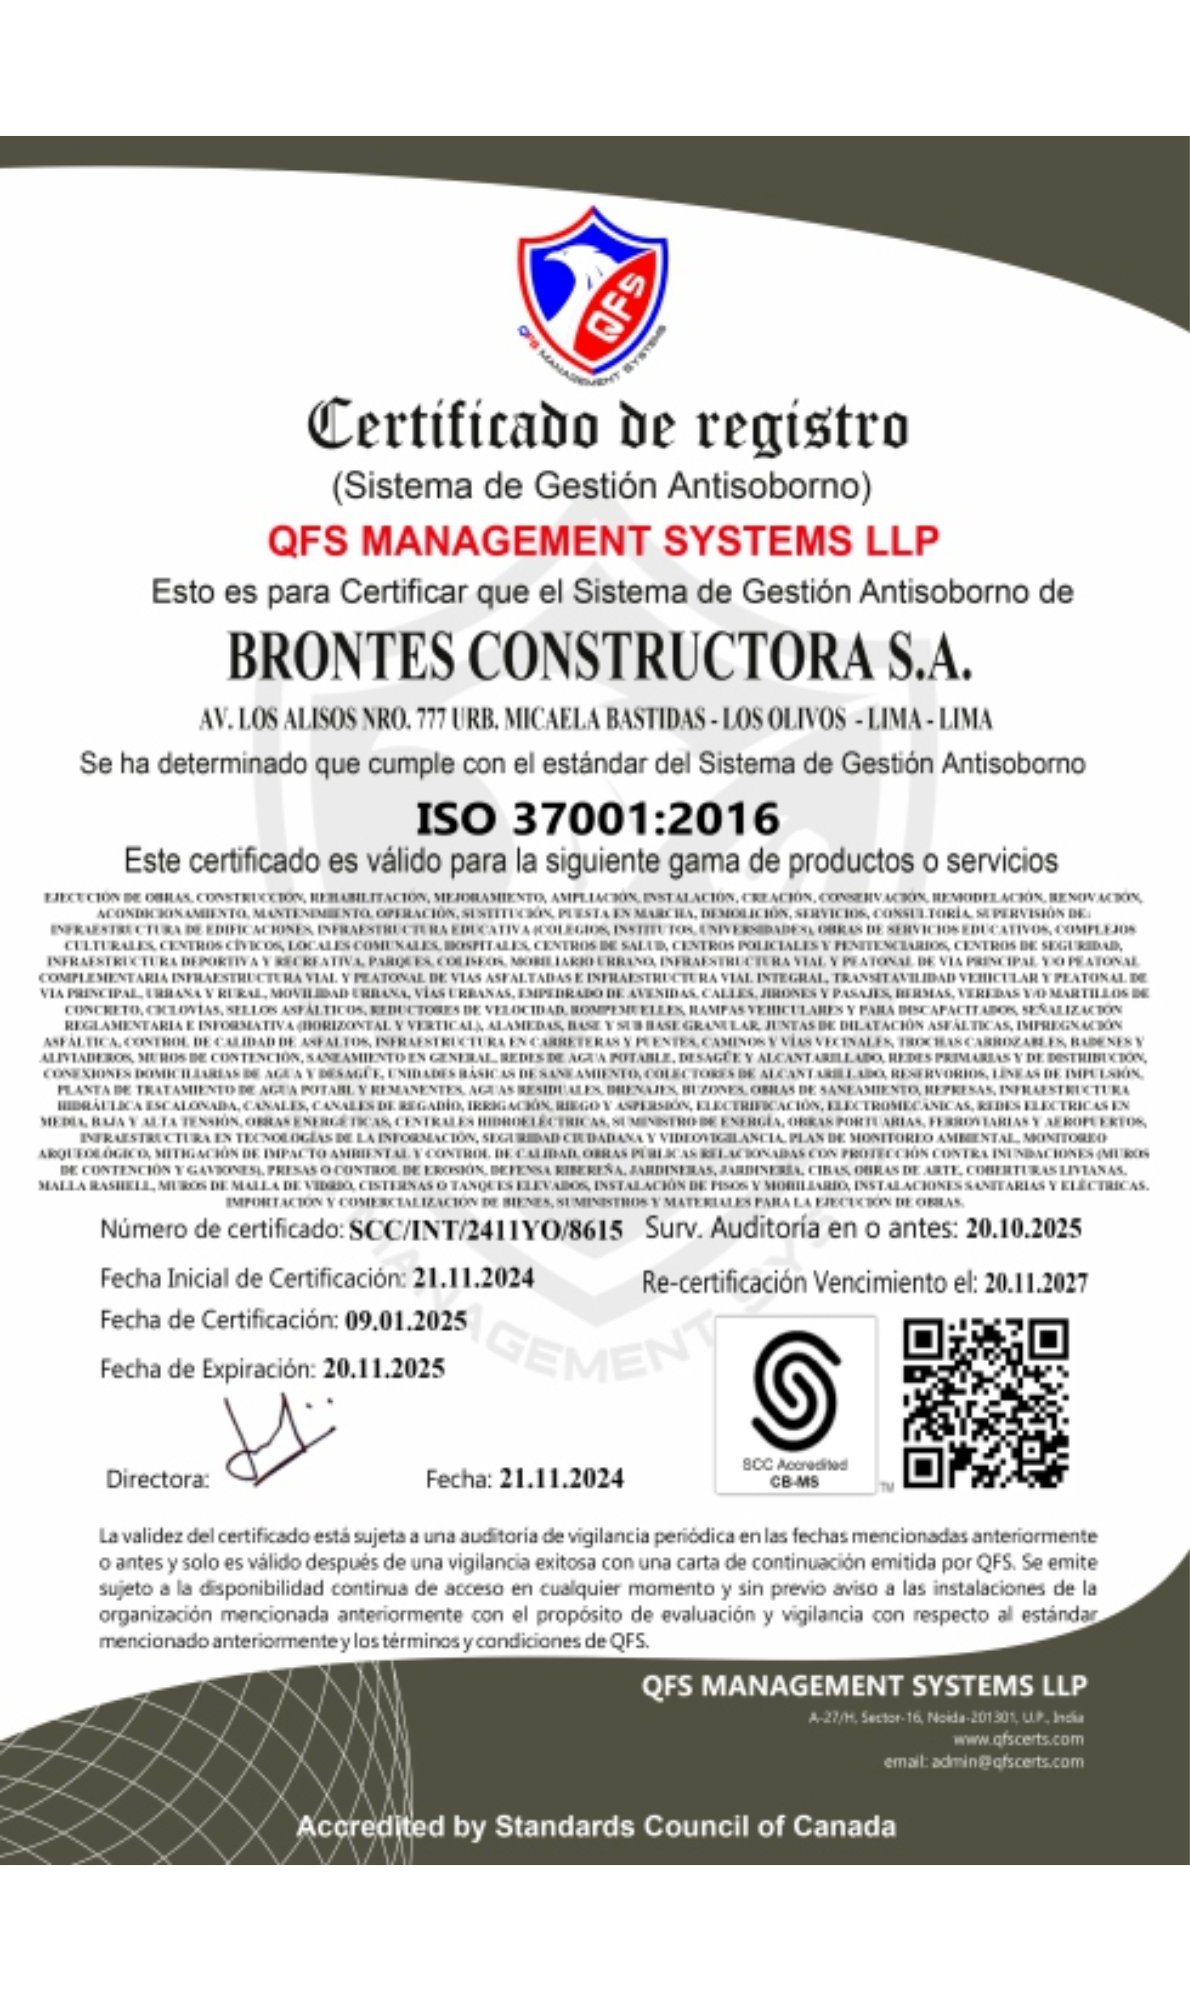 QFS
QFS MANAGEMENT SYSTEMS
Certificado de registro
(Sistema de Gestión Antisoborno)
QFS MANAGEMENT SYSTEMS LLP
Esto es para Certificar que el Sistema de Gestión Antisoborno de
BRONTES CONSTRUCTORA S.A.
AV. LOS ALISOS NRO. 777 URB. MICAELA BASTIDAS - LOS OLIVOS - LIMA - LIMA
Se ha determinado que cumple con el estándar del Sistema de Gestión Antisoborno
ISO 37001:2016
Este certificado es válido para la siguiente gama de productos o servicios
EJECUCIÓN DE OBRAS, CONSTRUCCIÓN, REHABILITACIÓN, MEJORAMIENTO, AMPLIACIÓN, INSTALACIÓN, CREACIÓN, CONSERVACIÓN, REMODELACIÓN, RENOVACIÓN,
ACONDICIONAMIENTO, MANTENIMIENTO, OPERACIÓN, SUSTITUCIÓN, PUESTA EN MARCHA, DEMOLICIÓN, SERVICIOS, CONSULTORÍA, SUPERVISIÓN DE:
INFRAESTRUCTURA DE EDIFICACIONES, INFRAESTRUCTURA EDUCATIVA (COLEGIOS, INSTITUTOS, UNIVERSIDADES), OBRAS DE SERVICIOS EDUCATIVOS, COMPLEJOS
CULTURALES, CENTROS CÍVICOS, LOCALES COMUNALES, HOSPITALES, CENTROS DE SALUD, CENTROS POLICIALES Y PENITENCIARIOS, CENTROS DE SEGURIDAD,
INFRAESTRUCTURA DEPORTIVA Y RECREATIVA, PARQUES, COLISEOS, MOBILIARIO URBANO, INFRAESTRUCTURA VIAL Y PEATONAL DE VIA PRINCIPAL Y/O PEATONAL
COMPLEMENTARIA INFRAESTRUCTURA VIAL Y PEATONAL DE VIAS ASFALTADAS E INFRAESTRUCTURA VIAL INTEGRAL, TRANSITAVILIDAD VEHICULAR Y PEATONAL DE
VIA PRINCIPAL, URBANA Y RURAL, MOVILIDAD URBANA, VÍAS URBANAS, EMPEDRADO DE AVENIDAS, CALLES, JIRONES Y PASAJES, BERMAS, VEREDAS Y/O MARTILLOS DE
CONCRETO, CICLOVÍAS, SELLOS ASFÁLTICOS, REDUCTORES DE VELOCIDAD, ROMPEMUELLES, RAMPAS VEHICULARES Y PARA DISCAPACITADOS, SEÑALIZACIÓN
REGLAMENTARIA E INFORMATIVA (HORIZONTAL Y VERTICAL), ALAMEDAS, BASE Y SUB BASE GRANULAR, JUNTAS DE DILATACIÓN ASFÁLTICAS, IMPREGNACIÓN
ASFÁLTICA, CONTROL DE CALIDAD DE ASFALTOS, INFRAESTRUCTURA EN CARRETERAS Y PUENTES, CAMINOS Y VÍAS VECINALES, TROCHAS CARROZABLES, BADENES Y
ALIVIADEROS, MUROS DE CONTENCIÓN, SANEAMIENTO EN GENERAL, REDES DE AGUA POTABLE, DESAGÜE Y ALCANTARILLADO, REDES PRIMARIAS Y DE DISTRIBUCIÓN,
CONEXIONES DOMICILIARIAS DE AGUA Y DESAGÜE, UNIDADES BÁSICAS DE SANEAMIENTO, COLECTORES DE ALCANTARILLADO, RESERVORIOS, LÍNEAS DE IMPULSIÓN,
PLANTA DE TRATAMIENTO DE AGUA POTABL Y REMANENTES, AGUAS RESIDUALES, DRENAJES, BUZONES, OBRAS DE SANEAMIENTO, REPRESAS, INFRAESTRUCTURA
HIDRÁULICA ESCALONADA, CANALES, CANALES DE REGADÍO, IRRIGACIÓN, RIEGO Y ASPERSIÓN, ELECTRIFICACIÓN, ELECTROMECÁNICAS, REDES ELECTRICAS EN
MEDIA, BAJA Y ALTA TENSIÓN, OBRAS ENERGÉTICAS, CENTRALES HIDROELÉCTRICAS, SUMINISTRO DE ENERGÍA, OBRAS PORTUARIAS, FERROVIARIAS Y AEROPUERTOS,
INFRAESTRUCTURA EN TECNOLOGÍAS DE LA INFORMACIÓN, SEGURIDAD CIUDADANA Y VIDEOVIGILANCIA, PLAN DE MONITOREO AMBIENTAL, MONITOREO
ARQUEOLÓGICO, MITIGACIÓN DE IMPACTO AMBIENTAL Y CONTROL DE CALIDAD, OBRAS PÚBLICAS RELACIONADAS CON PROTECCIÓN CONTRA INUNDACIONES (MUROS
DE CONTENCIÓN Y GAVIONES), PRESAS O CONTROL DE EROSIÓN, DEFENSA RIBEREÑA, JARDINERAS, JARDINERÍA, CIBAS, OBRAS DE ARTE, COBERTURAS LIVIANAS,
MALLA RASHELL, MUROS DE MALLA DE VIDRIO, CISTERNAS O TANQUES ELEVADOS, INSTALACIÓN DE PISOS Y MOBILIARIO, INSTALACIONES SANITARIAS Y ELÉCTRICAS.
IMPORTACIÓN Y COMERCIALIZACIÓN DE BIENES, SUMINISTROS Y MATERIALES PARA LA EJECUCIÓN DE OBRAS.
Número de certificado: SCC/INT/2411YO/8615 Surv. Auditoría en o antes: 20.10.2025
Fecha Inicial de Certificación: 21.11.2024 Re-certificación Vencimiento el: 20.11.2027
Fecha de Certificación: 09.01.2025
Fecha de Expiración: 20.11.2025
SCC Accredited
CB-MS
TM
Directora: Fecha: 21.11.2024
La validez del certificado está sujeta a una auditoría de vigilancia periódica en las fechas mencionadas anteriormente
o antes y solo es válido después de una vigilancia exitosa con una carta de continuación emitida por QFS. Se emite
sujeto a la disponibilidad continua de acceso en cualquier momento y sin previo aviso a las instalaciones de la
organización mencionada anteriormente con el propósito de evaluación y vigilancia con respecto al estándar
mencionado anteriormente y los términos y condiciones de QFS.
QFS MANAGEMENT SYSTEMS LLP
A-27/H, Sector-16, Noida-201301, U.P., India
www.qfscerts.com
email: admin@qfscerts.com
Accredited by Standards Council of Canada